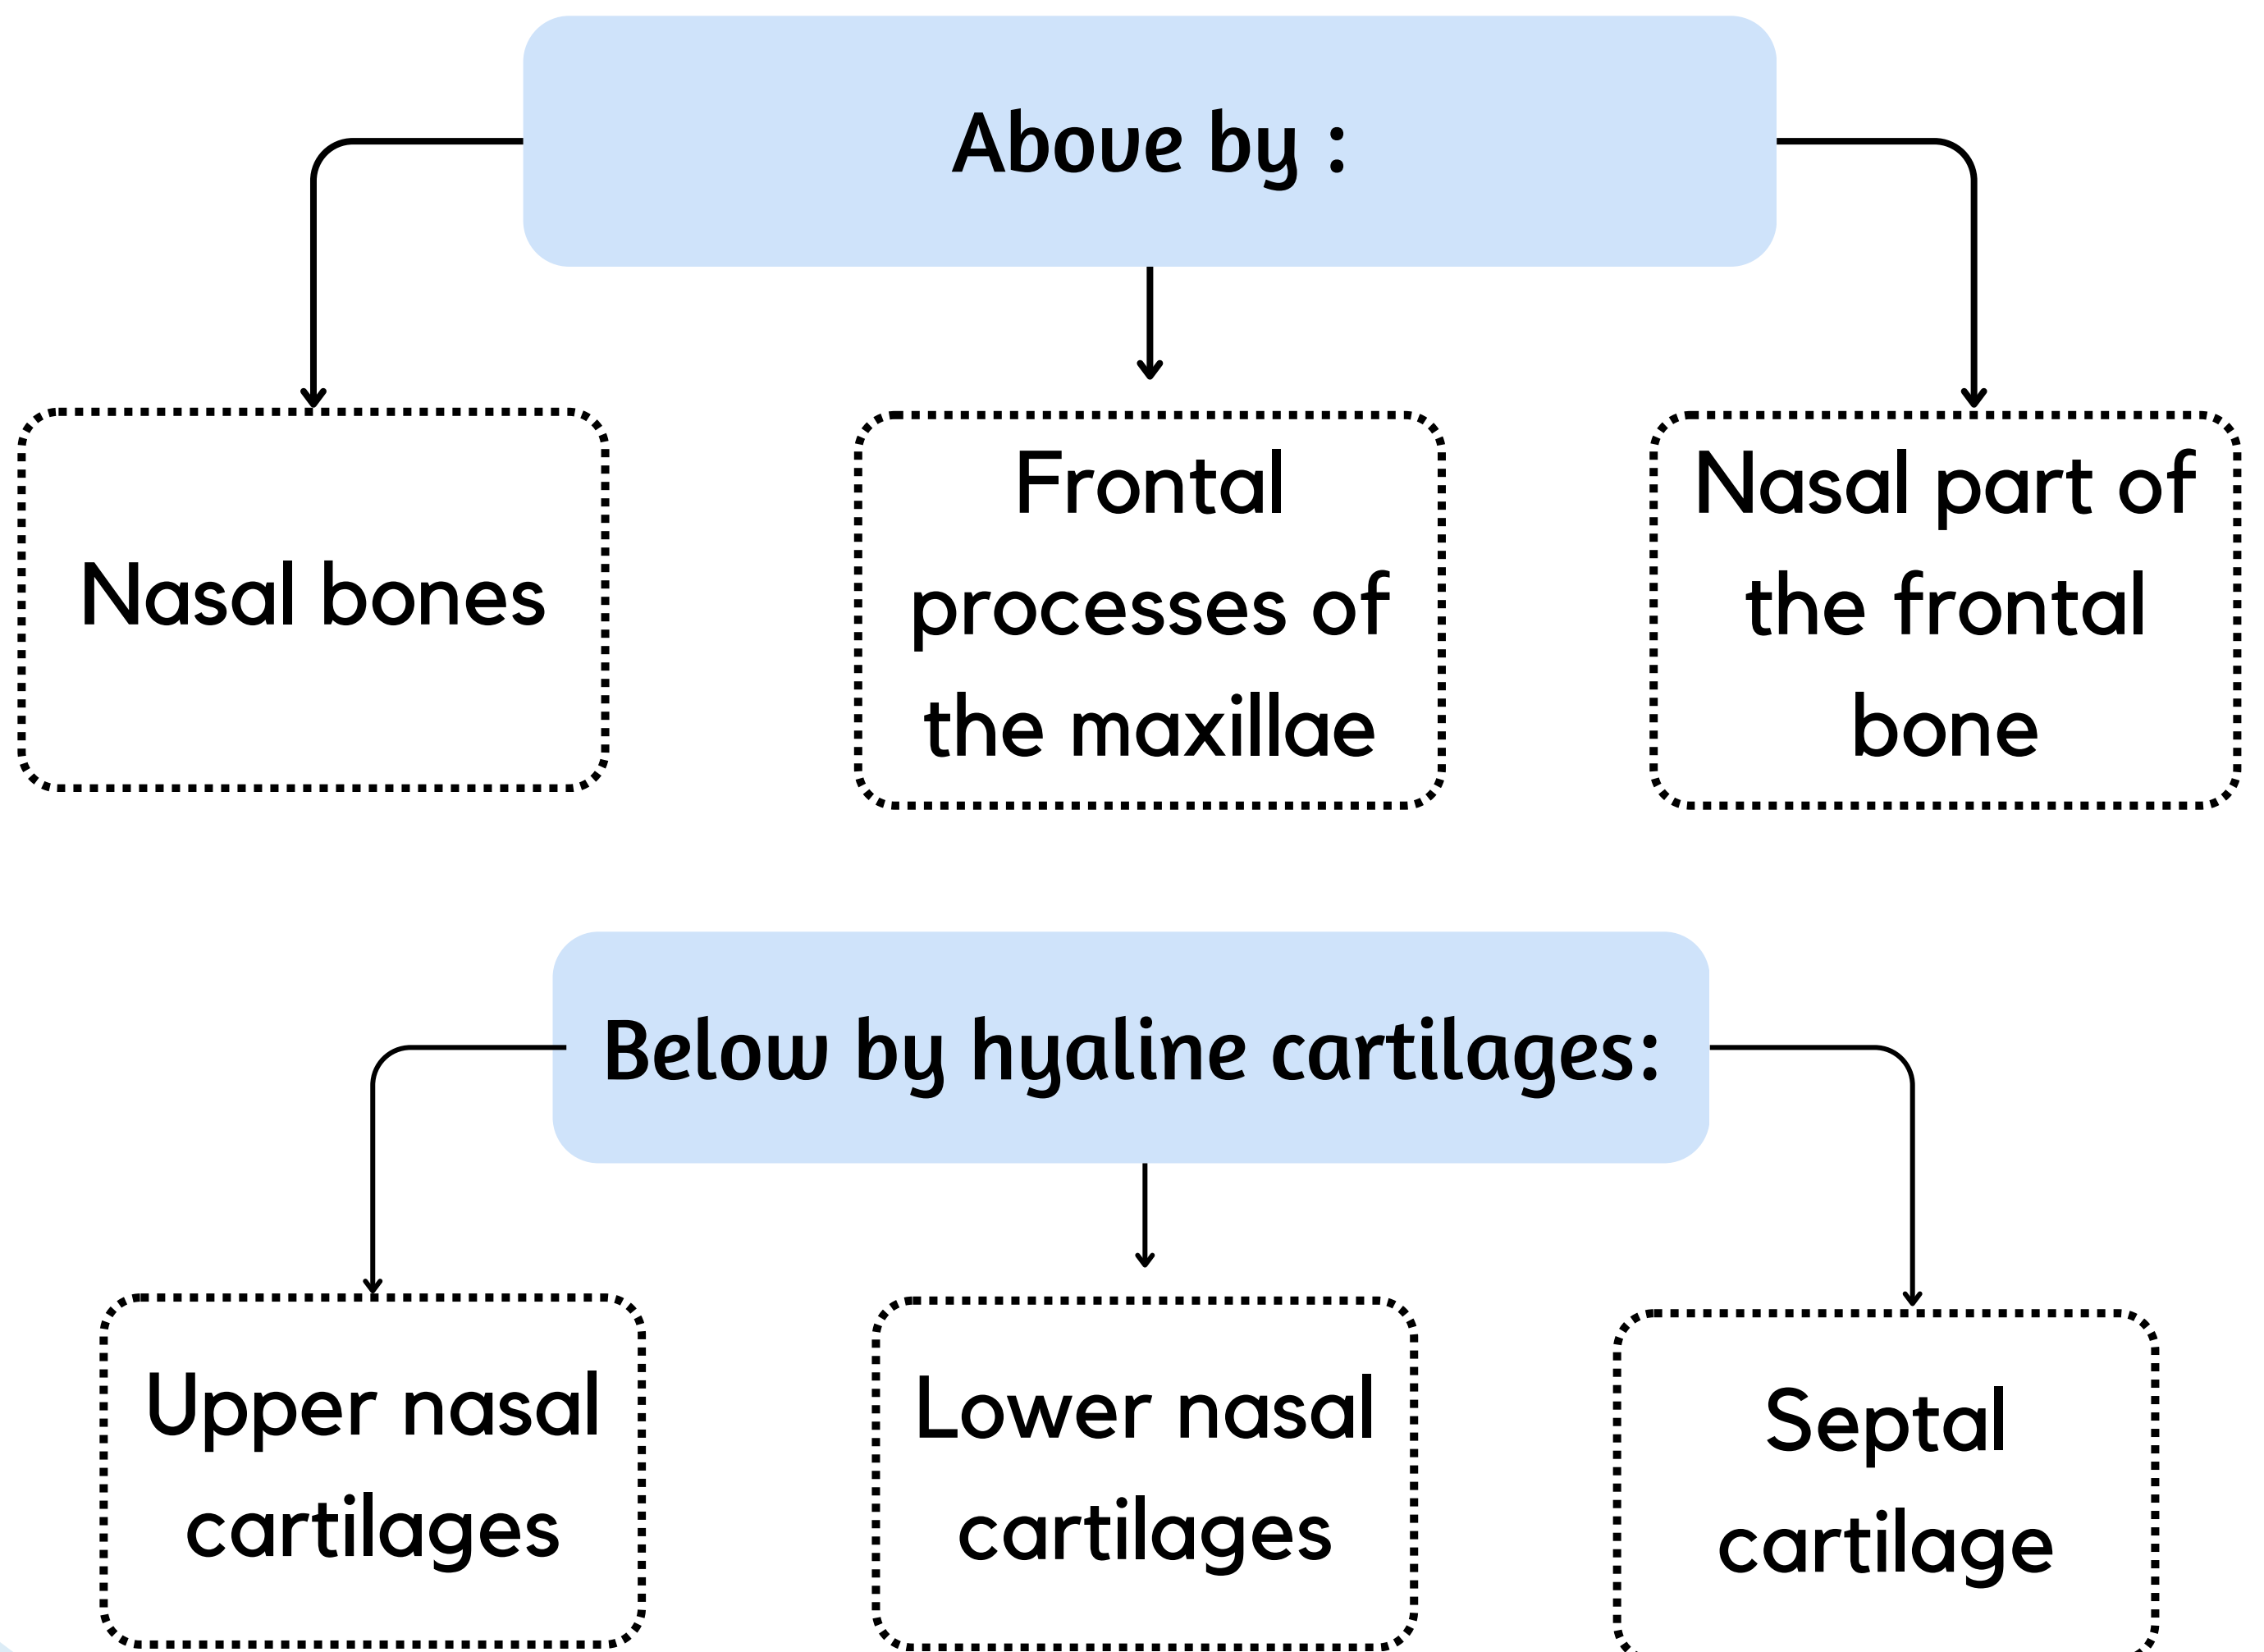 Above by :
Nasal bones
Frontal
processes of
the maxillae
Nasal part of
the frontal
bone
Below by hyaline cartilages:
Upper nasal
cartilages
Lower nasal
cartilages
Septal
cartilage